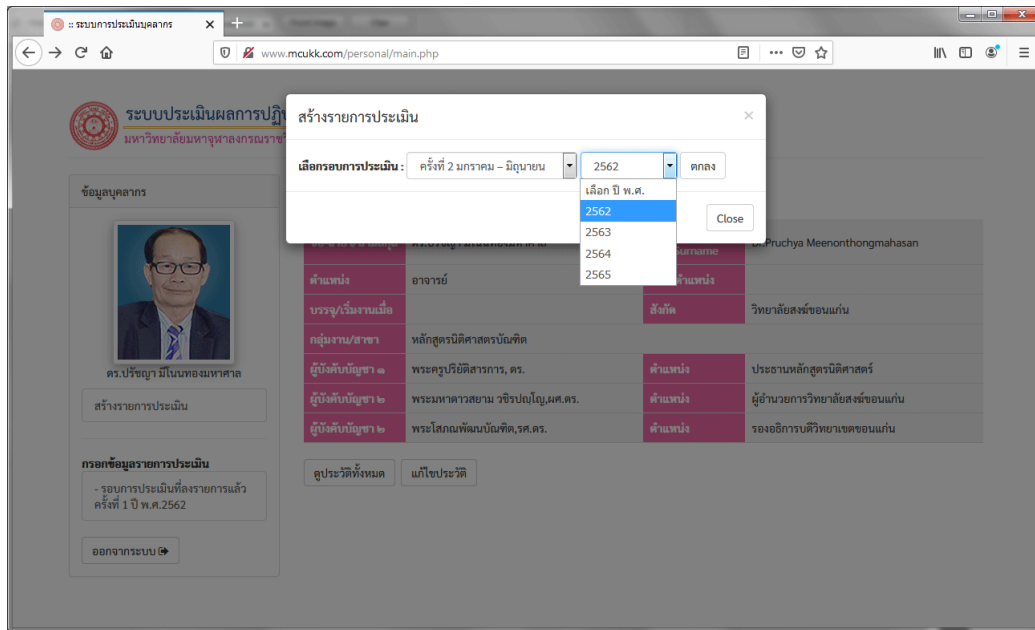 :: ระบบการประเมินบุคลากร
www.mcukk.com/personal/main.php
ระบบประเมินผลการปฏิ
มหาวิทยาลัยมหาจุฬาลงกรณราช
สร้างรายการประเมิน
×
เลือกรอบการประเมิน : ครั้งที่ 2 มกราคม – มิถุนายน 2562 ตกลง
เลือก ปี พ.ศ.
2562
2563
2564
2565
Close
ข้อมูลบุคลากร
ดร.ปรัชญา มีโนนทองมหาศาล
สร้างรายการประเมิน
กรอกข้อมูลรายการประเมิน
- รอบการประเมินที่ลงรายการแล้ว
ครั้งที่ 1 ปี พ.ศ.2562
ออกจากระบบ
Surname Dr.Pruchya Meenonthongmahasan
ตำแหน่ง อาจารย์ ตำแหน่ง
บรรจุ/เริ่มงานเมื่อ สังกัด วิทยาลัยสงฆ์ขอนแก่น
กลุ่มงาน/สาขา หลักสูตรนิติศาสตรบัณฑิต
ผู้บังคับบัญชา ๑ พระครูปริยัติสารการ, ดร. ตำแหน่ง ประธานหลักสูตรนิติศาสตร์
ผู้บังคับบัญชา ๒ พระมหาดาวสยาม วชิรปญฺโญ,ผศ.ดร. ตำแหน่ง ผู้อำนวยการวิทยาลัยสงฆ์ขอนแก่น
ผู้บังคับบัญชา ๒ พระโสภณพัฒนบัณฑิต,รศ.ดร. ตำแหน่ง รองอธิการบดีวิทยาเขตขอนแก่น
ดูประวัติทั้งหมด แก้ไขประวัติ